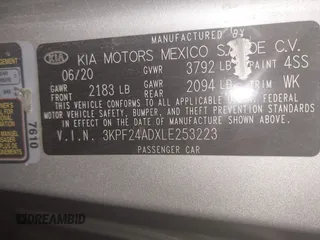 MANUFACTURED BY
KIA KIA MOTORS MEXICO S.A. DE C.V.
06/20 GVWR 3792 LB PAINT 4SS
GAWR FRONT 2183 LB GAWR REAR 2094 LB TRIM WK
THIS VEHICLE CONFORMS TO ALL APPLICABLE U.S. FEDERAL
MOTOR VEHICLE SAFETY, BUMPER, AND THEFT PREVENTION STANDARDS
IN EFFECT ON THE DATE OF MANUFACTURE SHOWN ABOVE.
V.I.N. 3KPF24ADXLE253223
PASSENGER CAR
7610
DREAMBID